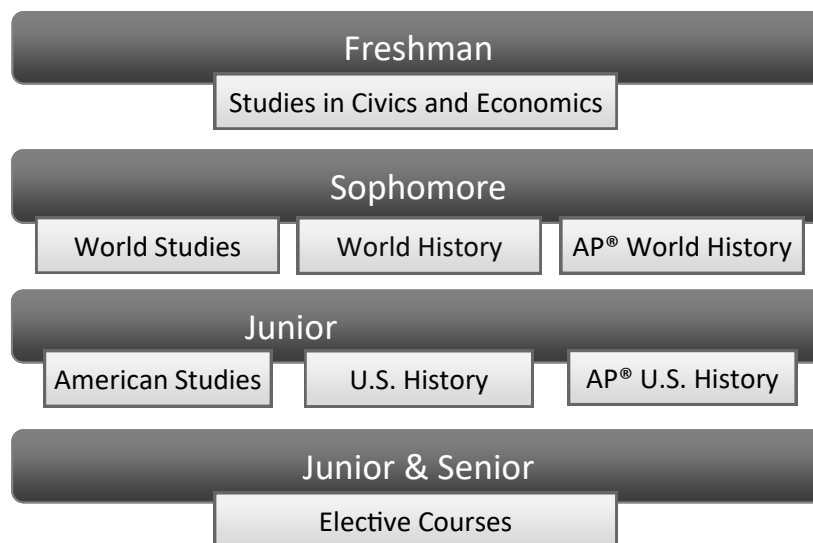 Freshman
Studies in Civics and Economics
Sophomore
World Studies
World History
AP® World History
Junior
American Studies
U.S. History
AP® U.S. History
Junior & Senior
Elective Courses